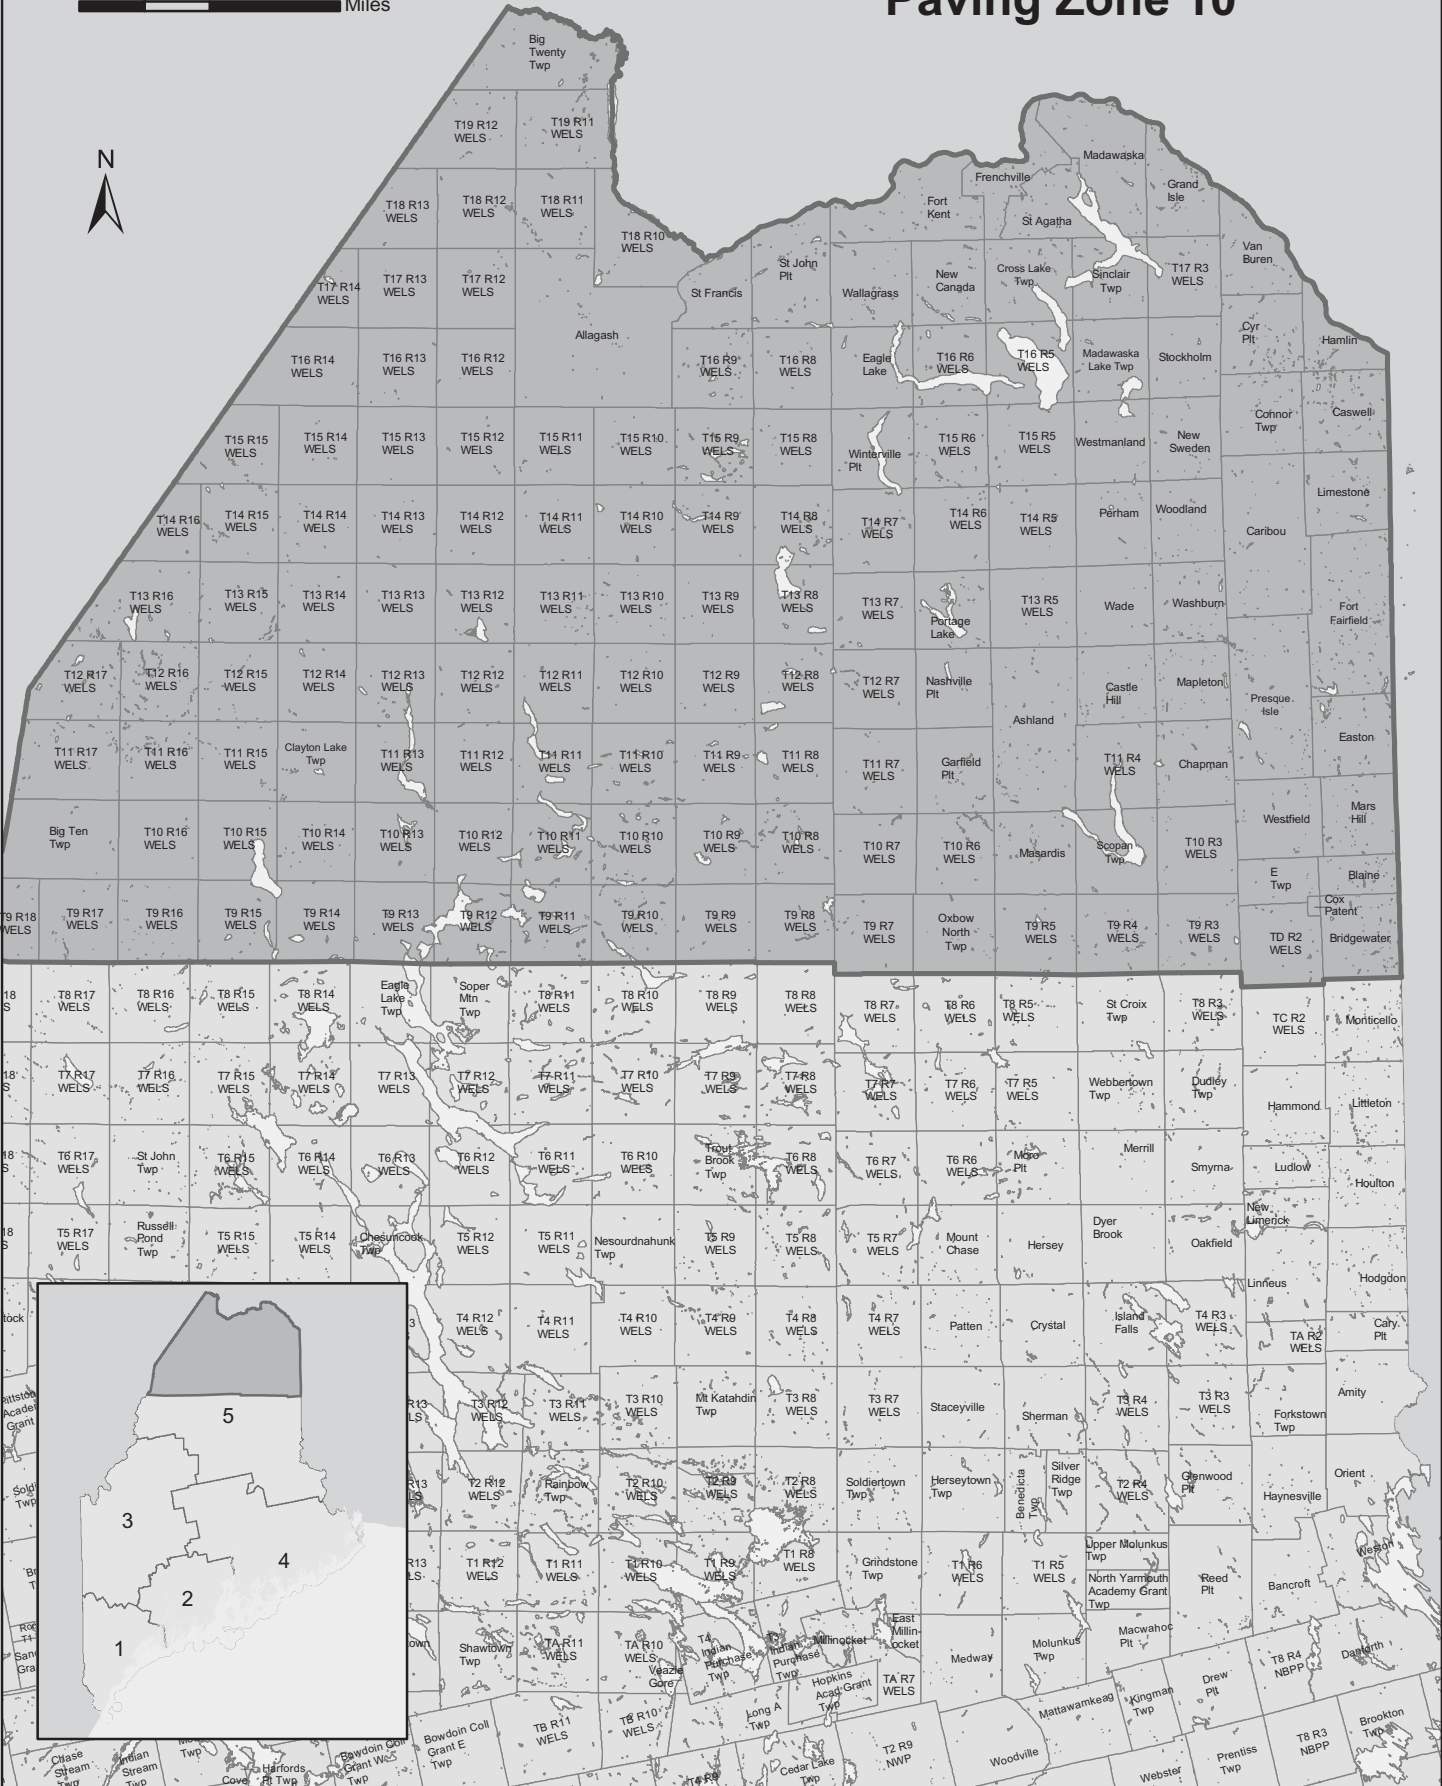 Miles
Paving Zone 10
N
Big
Twenty
Twp
T19 R12
WELS
T19 R11
WELS
T18 R13
WELS
T18 R12
WELS
T18 R11
WELS
T18 R10
WELS
Madawaska
Frenchville
Grand
Isle
Fort
Kent
St Agatha
Van
Buren
T17 R14
WELS
T17 R13
WELS
T17 R12
WELS
Allagash
St Francis
St John
Plt
Wallagrass
New
Canada
Cross Lake
Twp
Sinclair
Twp
T17 R3
WELS
Cyr
Plt
Hamlin
T16 R14
WELS
T16 R13
WELS
T16 R12
WELS
T16 R9
WELS
T16 R8
WELS
Eagle
Lake
T16 R6
WELS
T16 R5
WELS
Madawaska
Lake Twp
Stockholm
Connor
Twp
Caswell
T15 R15
WELS
T15 R14
WELS
T15 R13
WELS
T15 R12
WELS
T15 R11
WELS
T15 R10
WELS
T15 R9
WELS
T15 R8
WELS
Winterville
Plt
T15 R6
WELS
T15 R5
WELS
Westmanland
New
Sweden
Limestone
T14 R16
WELS
T14 R15
WELS
T14 R14
WELS
T14 R13
WELS
T14 R12
WELS
T14 R11
WELS
T14 R10
WELS
T14 R9
WELS
T14 R8
WELS
T14 R7
WELS
T14 R6
WELS
T14 R5
WELS
Perham
Woodland
Caribou
T13 R16
WELS
T13 R15
WELS
T13 R14
WELS
T13 R13
WELS
T13 R12
WELS
T13 R11
WELS
T13 R10
WELS
T13 R9
WELS
T13 R8
WELS
T13 R7
WELS
Portage
Lake
T13 R5
WELS
Wade
Washburn
Fort
Fairfield
T12 R17
WELS
T12 R16
WELS
T12 R15
WELS
T12 R14
WELS
T12 R13
WELS
T12 R12
WELS
T12 R11
WELS
T12 R10
WELS
T12 R9
WELS
T12 R8
WELS
T12 R7
WELS
Nashville
Plt
Ashland
Castle
Hill
Mapleton
Presque
Isle
Easton
T11 R17
WELS
T11 R16
WELS
T11 R15
WELS
Clayton Lake
Twp
T11 R13
WELS
T11 R12
WELS
T11 R11
WELS
T11 R10
WELS
T11 R9
WELS
T11 R8
WELS
T11 R7
WELS
Garfield
Plt
T11 R4
WELS
Chapman
Westfield
Mars
Hill
Big Ten
Twp
T10 R16
WELS
T10 R15
WELS
T10 R14
WELS
T10 R13
WELS
T10 R12
WELS
T10 R11
WELS
T10 R10
WELS
T10 R9
WELS
T10 R8
WELS
T10 R7
WELS
T10 R6
WELS
Masardis
Scopan
Twp
T10 R3
WELS
E
Twp
Blaine
Cox
Patent
T9 R18
WELS
T9 R17
WELS
T9 R16
WELS
T9 R15
WELS
T9 R14
WELS
T9 R13
WELS
T9 R12
WELS
T9 R11
WELS
T9 R10
WELS
T9 R9
WELS
T9 R8
WELS
T9 R7
WELS
Oxbow
North
Twp
T9 R5
WELS
T9 R4
WELS
T9 R3
WELS
TD R2
WELS
Bridgewater
18
S
T8 R17
WELS
T8 R16
WELS
T8 R15
WELS
T8 R14
WELS
Eagle
Lake
Twp
Soper
Mtn
Twp
T8 R11
WELS
T8 R10
WELS
T8 R9
WELS
T8 R8
WELS
T8 R7
WELS
T8 R6
WELS
T8 R5
WELS
St Croix
Twp
T8 R3
WELS
TC R2
WELS
Monticello
18
S
T7 R17
WELS
T7 R16
WELS
T7 R15
WELS
T7 R14
WELS
T7 R13
WELS
T7 R12
WELS
T7 R11
WELS
T7 R10
WELS
T7 R9
WELS
T7 R8
WELS
T7 R7
WELS
T7 R6
WELS
T7 R5
WELS
Webbertown
Twp
Dudley
Twp
Hammond
Littleton
18
S
T6 R17
WELS
St John
Twp
T6 R15
WELS
T6 R14
WELS
T6 R13
WELS
T6 R12
WELS
T6 R11
WELS
T6 R10
WELS
Trout
Brook
Twp
T6 R8
WELS
T6 R7
WELS
T6 R6
WELS
Moro
Plt
Merrill
Smyrna
Ludlow
Houlton
18
S
T5 R17
WELS
Russell
Pond
Twp
T5 R15
WELS
T5 R14
WELS
Chesuncook
Twp
T5 R12
WELS
T5 R11
WELS
Nesourdnahunk
Twp
T5 R9
WELS
T5 R8
WELS
T5 R7
WELS
Mount
Chase
Hersey
Dyer
Brook
Oakfield
New
Limerick
Linneus
Hodgdon
tock
3
T4 R12
WELS
T4 R11
WELS
T4 R10
WELS
T4 R9
WELS
T4 R8
WELS
T4 R7
WELS
Patten
Crystal
Island
Falls
T4 R3
WELS
TA R2
WELS
Cary
Plt
Pittston
Acader
Grant
R13
LS
T3 R12
WELS
T3 R11
WELS
T3 R10
WELS
Mt Katahdin
Twp
T3 R8
WELS
T3 R7
WELS
Staceyville
Sherman
T3 R4
WELS
T3 R3
WELS
Forkstown
Twp
Amity
Soldi
Twp
R13
LS
T2 R12
WELS
Rainbow
Twp
T2 R10
WELS
T2 R9
WELS
T2 R8
WELS
Soldiertown
Twp
Herseytown
Twp
Benedicta
Twp
Silver
Ridge
Twp
T2 R4
WELS
Glenwood
Plt
Haynesville
Orient
R13
LS
T1 R12
WELS
T1 R11
WELS
T1 R10
WELS
T1 R9
WELS
T1 R8
WELS
Grindstone
Twp
T1 R6
WELS
T1 R5
WELS
Upper Molunkus
Twp
North Yarmouth
Academy Grant
Twp
Reed
Plt
Bancroft
Weston
own
Shawtown
Twp
TA R11
WELS
TA R10
WELS
Veazie
Gore
T4
Indian
Purchase
Twp
T3
Indian
Purchase
Twp
Millinocket
East
Millin-
ocket
Hopkins
Acad Grant
Twp
TA R7
WELS
Medway
Molunkus
Twp
Macwahoc
Plt
T8 R4
NBPP
Danforth
Bowdoin Coll
Grant E
Twp
TB R11
WELS
TB R10
WELS
Long A
Twp
Cedar Lake
Twp
T2 R9
NWP
Woodville
Mattawamkeag
Kingman
Twp
Drew
Plt
Webster
Prentiss
Twp
T8 R3
NBPP
Brookton
Twp
Chase
Stream
Twp
Indian
Stream
Twp
Twp
Cove
Harfords
Pt Twp
Bowdoin Coll
Grant W
Twp
T4 R9
5
3
4
2
1